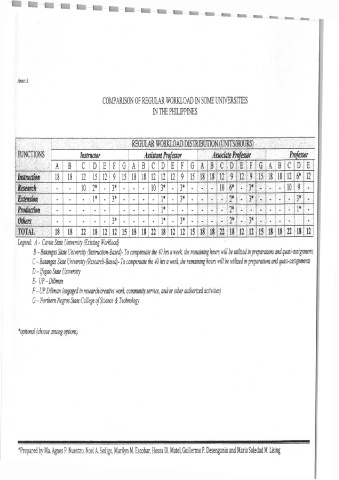 Annex A
COMPARISON OF REGULAR WORKLOAD IN SOME UNIVERSITIES
IN THE PHILIPPINES
REGULAR WORKLOAD DISTRIBUTION (UNITS/HOURS)
FUNCTIONS Instructor Assistant Professor Associate Professor Professor
A B C D E F G A B C D E F G A B C D E F G A B C D E
Instruction 18 18 12 15 12 9 15 18 18 12 12 12 9 15 18 18 12 9 12 9 15 18 18 12 6* 12
Research - - 10 2* - 3* - - - 10 3* - 3* - - - 10 6* - 3* - - - 10 9 -
Extension - - - 1* - 3* - - - - 1* - 3* - - - - 2* - 3* - - - - 3* -
Production - - - - - - - - - - 1* - - - - - - 2* - - - - - - 1* -
Others - - - - - 3* - - - - 1* - 3* - - - - 2* - 3* - - - - - -
TOTAL 18 18 22 18 12 12 15 18 18 22 18 12 12 15 18 18 22 18 12 12 15 18 18 22 18 12
Legend: A - Cavite State University (Existing Workload)
B - Batangas State University (Instruction-Based)- To compensate the 40 hrs a week, the remaining hours will be utilized in preparations and quasi-assignments
C - Batangas State University (Research-Based)- To compensate the 40 hrs a week, the remaining hours will be utilized in preparations and quasi-assignments
D - Ifugao State University
E- UP - Diliman
F - UP Diliman (engaged in research/creative work, community service, and/or other authorized activities)
G - Northern Negros State College of Science & Technology
*optional (choose among options)
*Prepared by Ma. Agnes P. Nuestro, Noel A. Sedigo, Marilyn M. Escobar, Hosea Dl. Matel, Guillermo P. Desenganio and Maria Soledad M. Lising